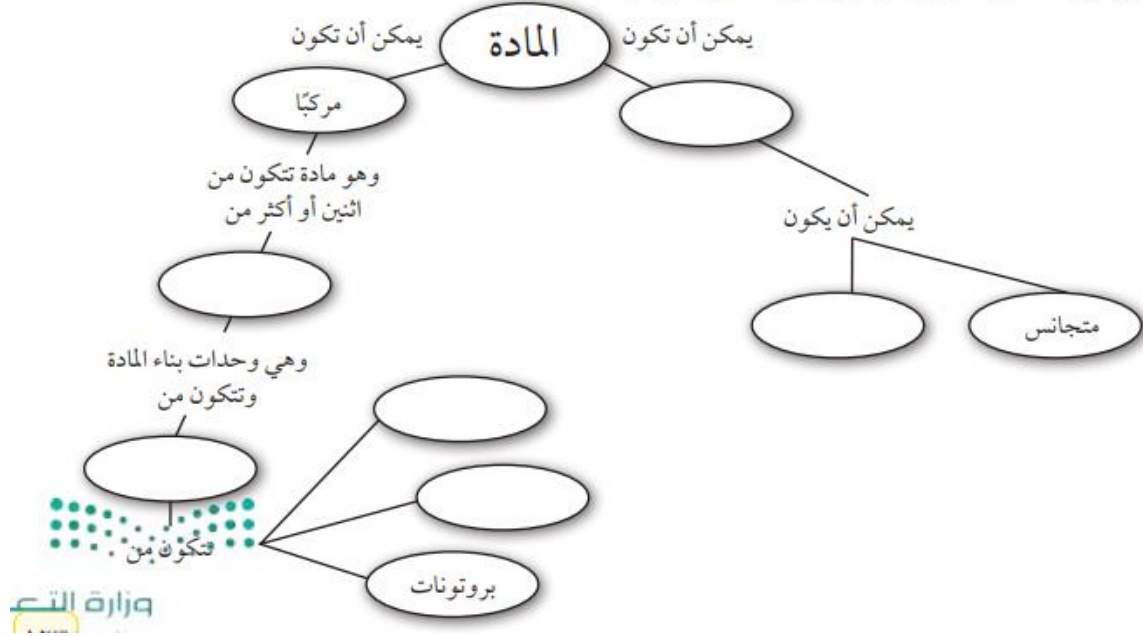 المادة
يمكن أن تكون
يمكن أن تكون
مركبًا
وهو مادة تتكون من
اثنين أو أكثر من
يمكن أن يكون
متجانس
وهي وحدات بناء المادة
وتتكون من
تتكون من
بروتونات
وزارة التعـ